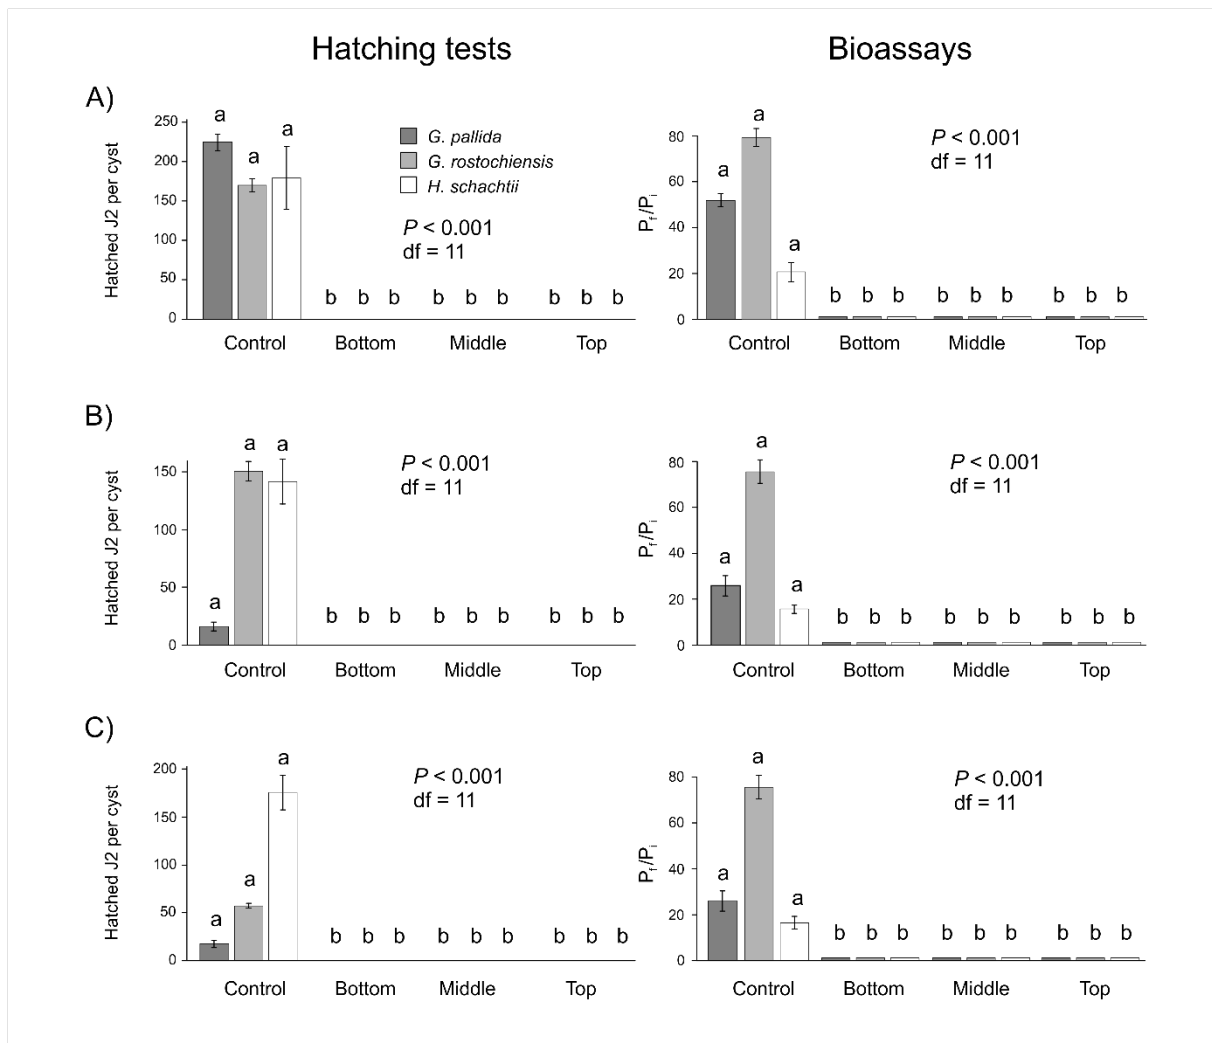 Hatching tests
Bioassays
A)
Hatched J2 per cyst
250
200
150
100
50
0
a
a
a
G. pallida
G. rostochiensis
H. schachtii
P < 0.001
df = 11
b b b
b b b
b b b
Control
Bottom
Middle
Top
Pf/Pi
80
60
40
20
0
a
a
a
P < 0.001
df = 11
b b b
b b b
b b b
Control
Bottom
Middle
Top
B)
Hatched J2 per cyst
150
100
50
0
a
a
a
P < 0.001
df = 11
b b b
b b b
b b b
Control
Bottom
Middle
Top
Pf/Pi
80
60
40
20
0
a
a
a
P < 0.001
df = 11
b b b
b b b
b b b
Control
Bottom
Middle
Top
C)
Hatched J2 per cyst
200
150
100
50
0
a
a
a
P < 0.001
df = 11
b b b
b b b
b b b
Control
Bottom
Middle
Top
Pf/Pi
80
60
40
20
0
a
a
a
P < 0.001
df = 11
b b b
b b b
b b b
Control
Bottom
Middle
Top